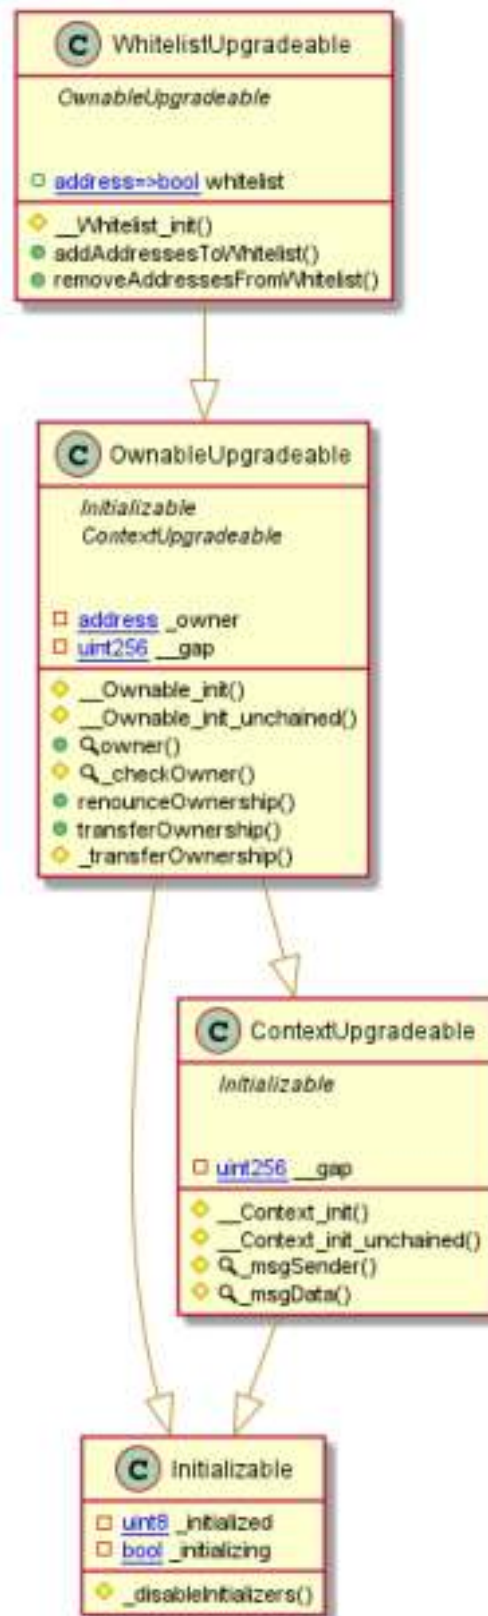 C WhitelistUpgradeable
OwnableUpgradeable
address=>bool whitelist
__Whitelist_init()
addAddressesToWhitelist()
removeAddressesFromWhitelist()
C OwnableUpgradeable
Initializable
ContextUpgradeable
address _owner
uint256 __gap
__Ownable_init()
__Ownable_init_unchained()
owner()
_checkOwner()
renounceOwnership()
transferOwnership()
_transferOwnership()
C ContextUpgradeable
Initializable
uint256 __gap
__Context_init()
__Context_init_unchained()
_msgSender()
_msgData()
C Initializable
uint8 _initialized
bool _initializing
_disableInitializers()